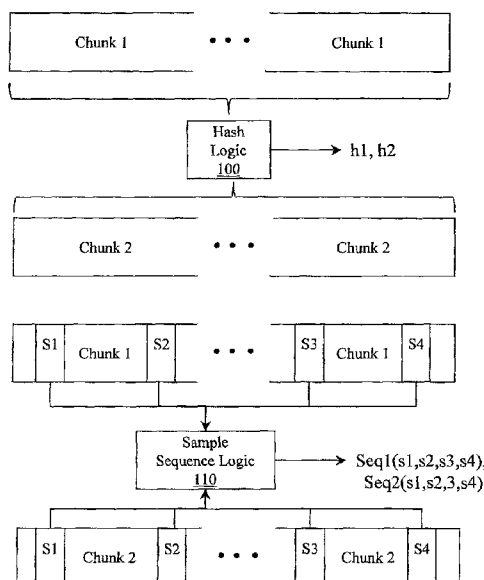 Chunk 1 • • • Chunk 1
Hash
Logic
100
h1, h2
Chunk 2 • • • Chunk 2
S1 Chunk 1 S2 • • • S3 Chunk 1 S4
Sample
Sequence Logic
110
Seq1(s1,s2,s3,s4),
Seq2(s1,s2,3,s4)
S1 Chunk 2 S2 • • • S3 Chunk 2 S4